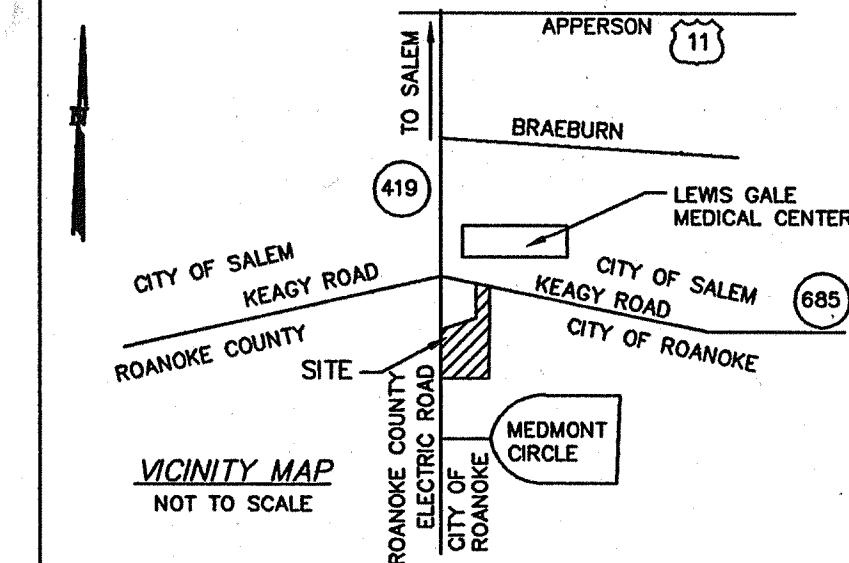 APPERSON
11
TO SALEM
BRAEBURN
419
LEWIS GALE
MEDICAL CENTER
N
CITY OF SALEM
KEAGY ROAD
ROANOKE COUNTY
CITY OF SALEM
KEAGY ROAD
CITY OF ROANOKE
685
SITE
ROANOKE COUNTY
ELECTRIC ROAD
CITY OF
ROANOKE
MEDMONT
CIRCLE
VICINITY MAP
NOT TO SCALE